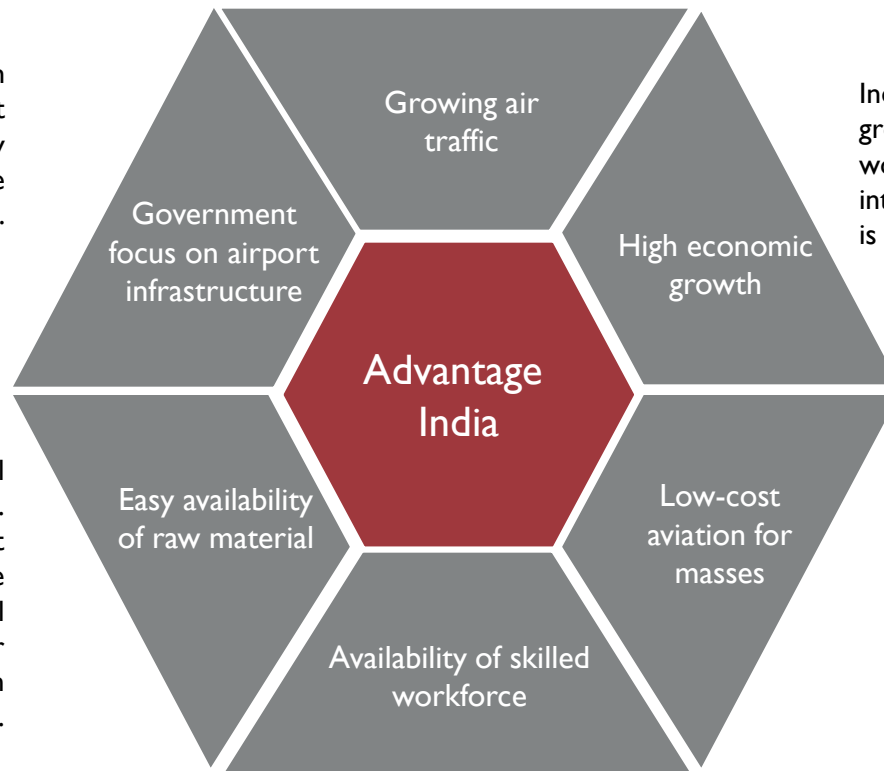 Growing air
traffic
Government
focus on airport
infrastructure
High economic
growth
Advantage
India
Easy availability
of raw material
Low-cost
aviation for
masses
Availability of skilled
workforce
is